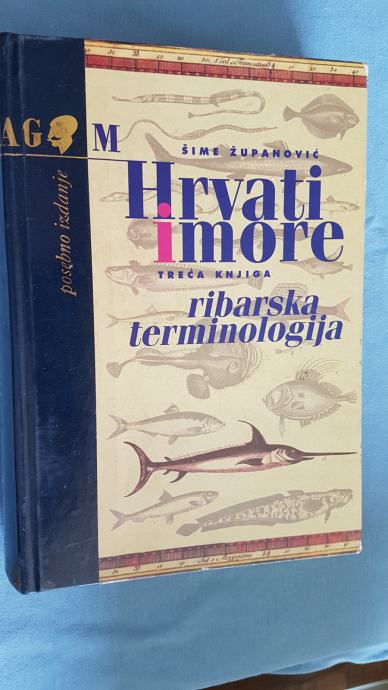 AG M
posebno izdanje
ŠIME ŽUPANOVIĆ
Hrvati
i more
TREĆA KNJIGA
ribarska
terminologija